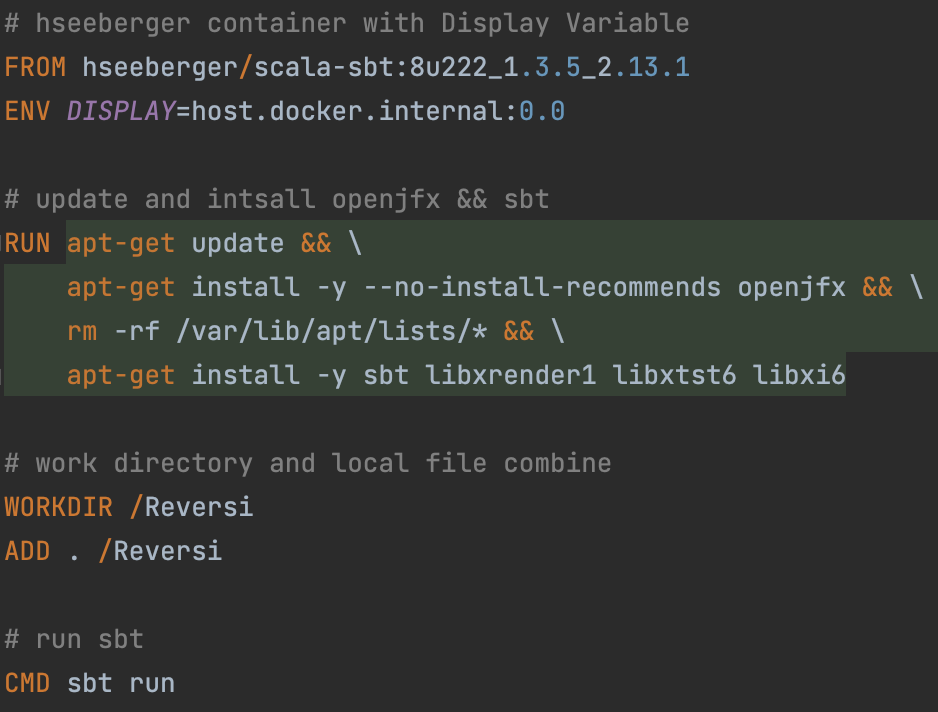 # hseeberger container with Display Variable
FROM hseeberger/scala-sbt:8u222_1.3.5_2.13.1
ENV DISPLAY=host.docker.internal:0.0
# update and intsall openjfx && sbt
RUN apt-get update && \
apt-get install -y --no-install-recommends openjfx && \
rm -rf /var/lib/apt/lists/* && \
apt-get install -y sbt libxrender1 libxtst6 libxi6
# work directory and local file combine
WORKDIR /Reversi
ADD . /Reversi
# run sbt
CMD sbt run